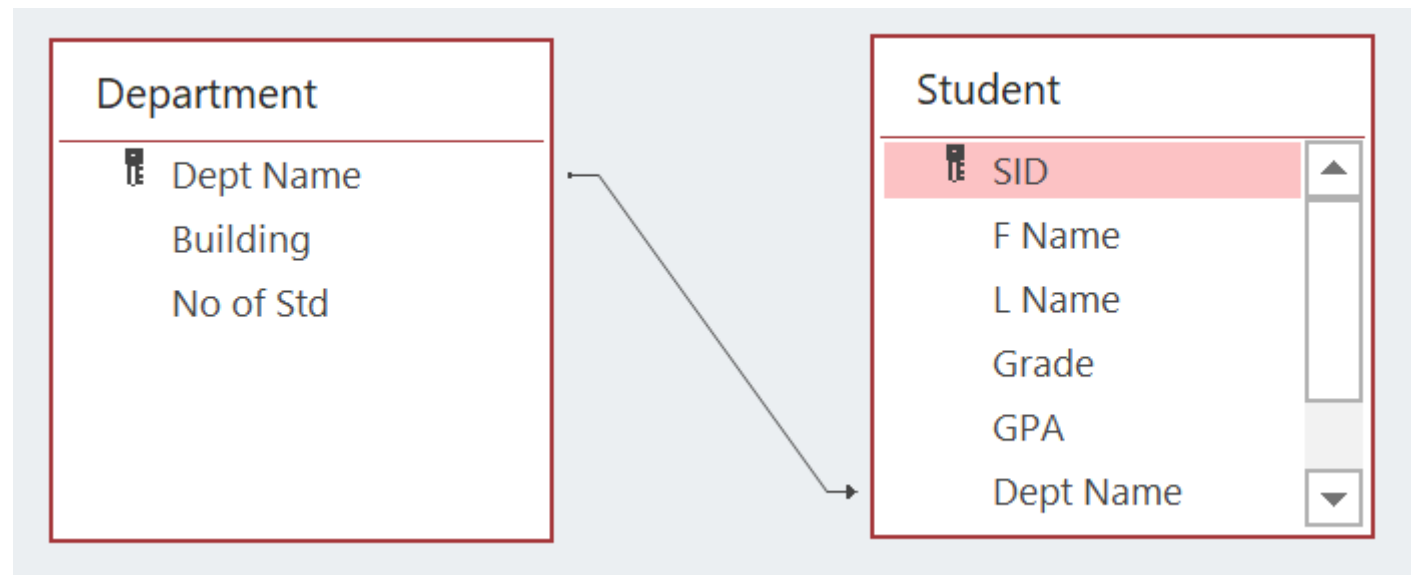 Department
Dept Name
Building
No of Std
Student
SID
F Name
L Name
Grade
GPA
Dept Name